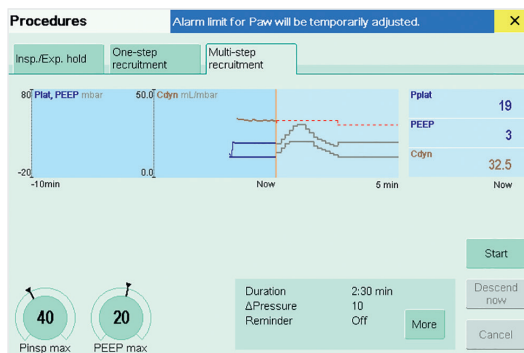 Procedures
Alarm limit for Paw will be temporarily adjusted.
×
Insp./Exp. hold
One-step
recruitment
Multi-step
recruitment
80 Plat, PEEP mbar
50.0 Cdyn mL/mbar
-20
0.0
-10min
Now
5 min
Pplat
19
PEEP
3
Cdyn
32.5
Now
Start
Descend
now
Cancel
40
Pinsp max
20
PEEP max
Duration 2:30 min
ΔPressure 10
Reminder Off
More